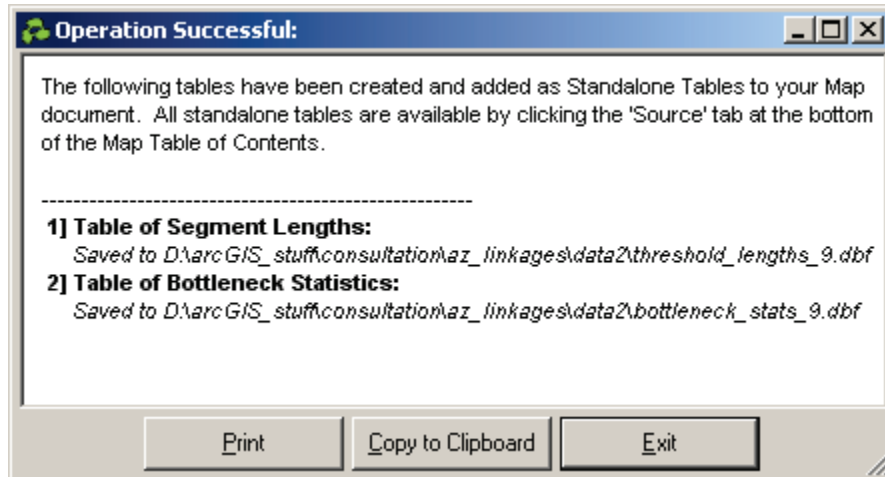 Operation Successful:
The following tables have been created and added as Standalone Tables to your Map
document.  All standalone tables are available by clicking the 'Source' tab at the bottom
of the Map Table of Contents.
------------------------------------------------------
1] Table of Segment Lengths:
Saved to D:\arcGIS_stuff\consultation\az_linkages\data2\threshold_lengths_9.dbf
2] Table of Bottleneck Statistics:
Saved to D:\arcGIS_stuff\consultation\az_linkages\data2\bottleneck_stats_9.dbf
Print Copy to Clipboard Exit